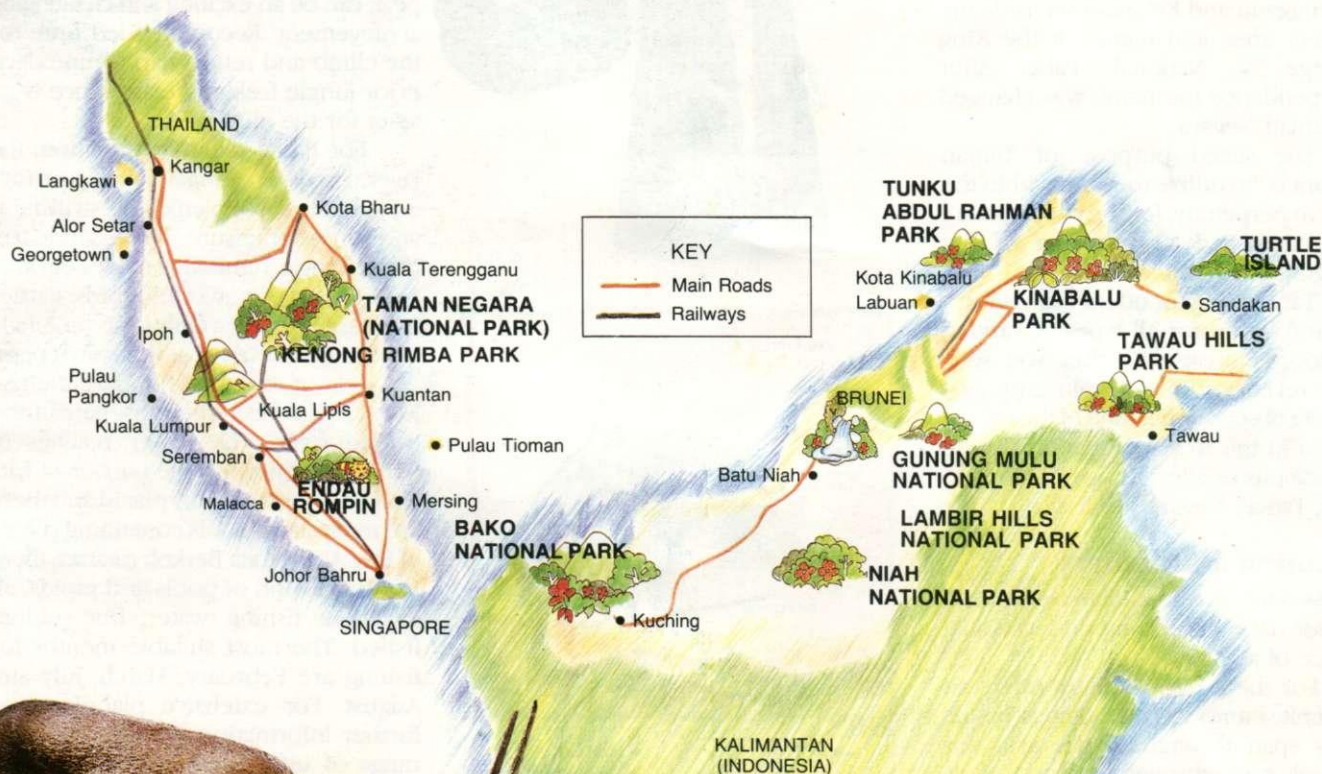 THAILAND
Kangar
Langkawi
Alor Setar
Georgetown
Kota Bharu
Kuala Terengganu
TAMAN NEGARA
(NATIONAL PARK)
KENONG RIMBA PARK
Ipoh
Pulau
Pangkor
Kuala Lipis
Kuantan
Kuala Lumpur
Seremban
Pulau Tioman
Malacca
ENDAU
ROMPIN
Mersing
Johor Bahru
SINGAPORE
KEY
Main Roads
Railways
TUNKU
ABDUL RAHMAN
PARK
Kota Kinabalu
Labuan
KINABALU
PARK
TURTLE
ISLAND
Sandakan
TAWAU HILLS
PARK
Tawau
BRUNEI
Batu Niah
GUNUNG MULU
NATIONAL PARK
LAMBIR HILLS
NATIONAL PARK
NIAH
NATIONAL PARK
BAKO
NATIONAL PARK
Kuching
KALIMANTAN
(INDONESIA)